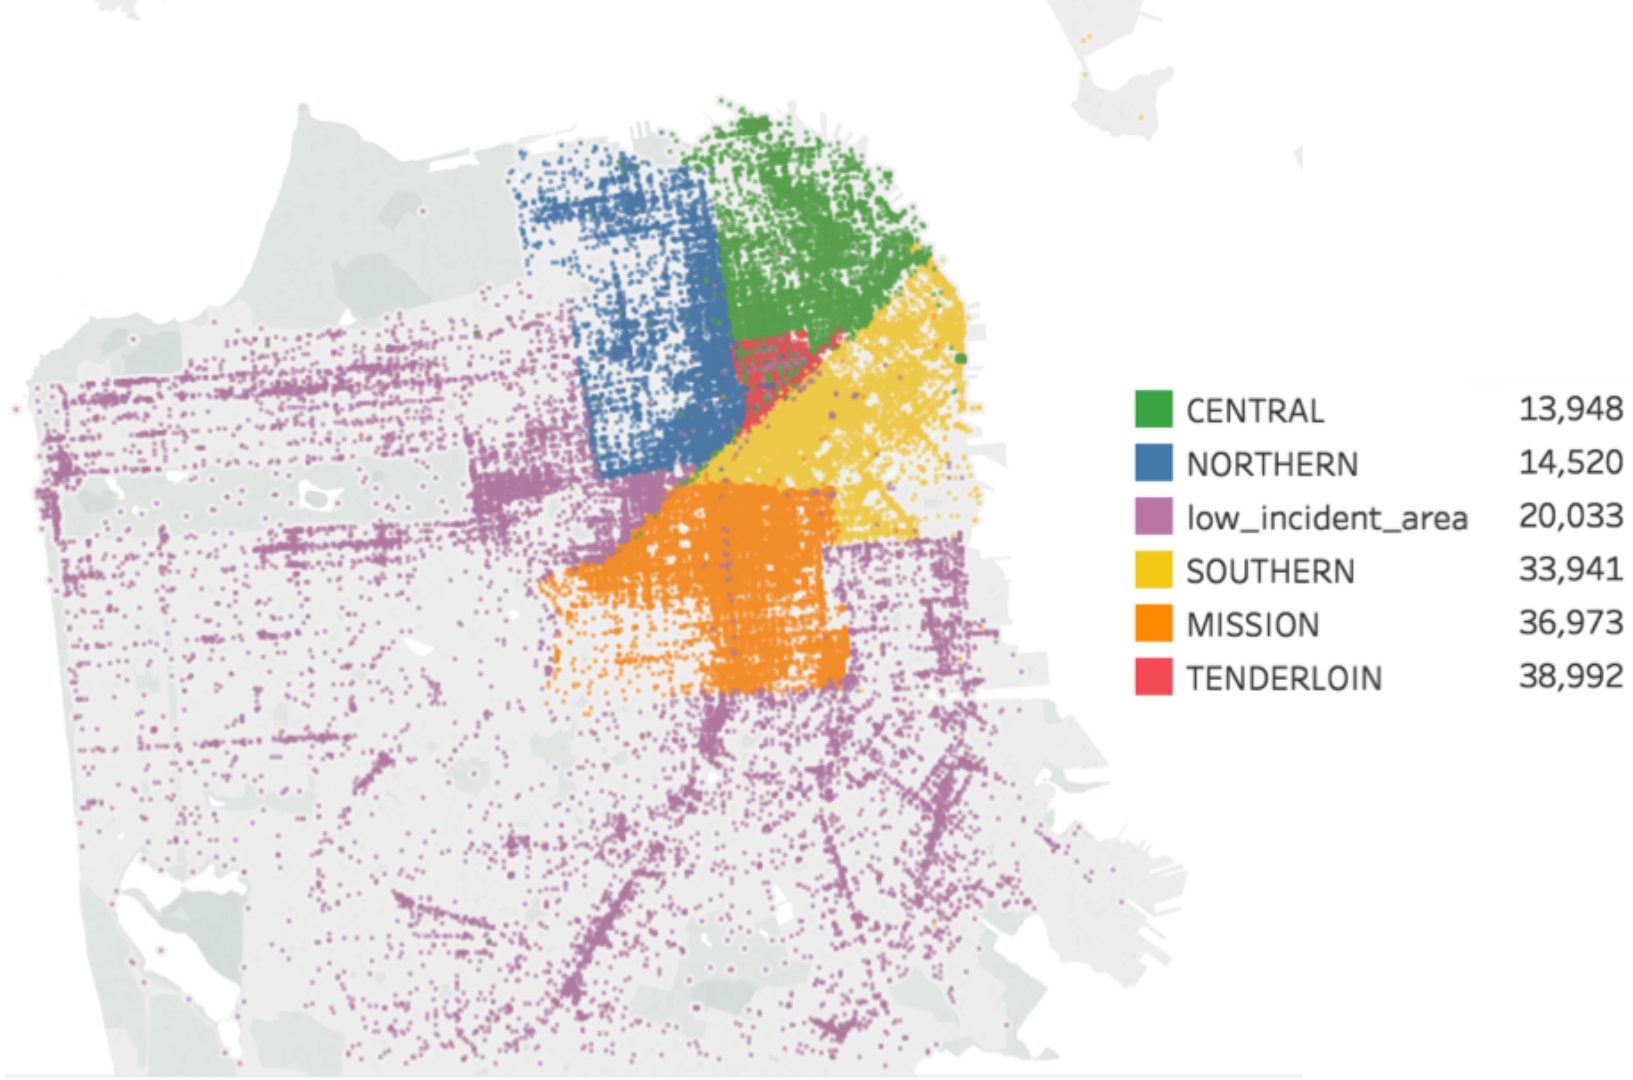 CENTRAL 13,948
NORTHERN 14,520
low_incident_area 20,033
SOUTHERN 33,941
MISSION 36,973
TENDERLOIN 38,992